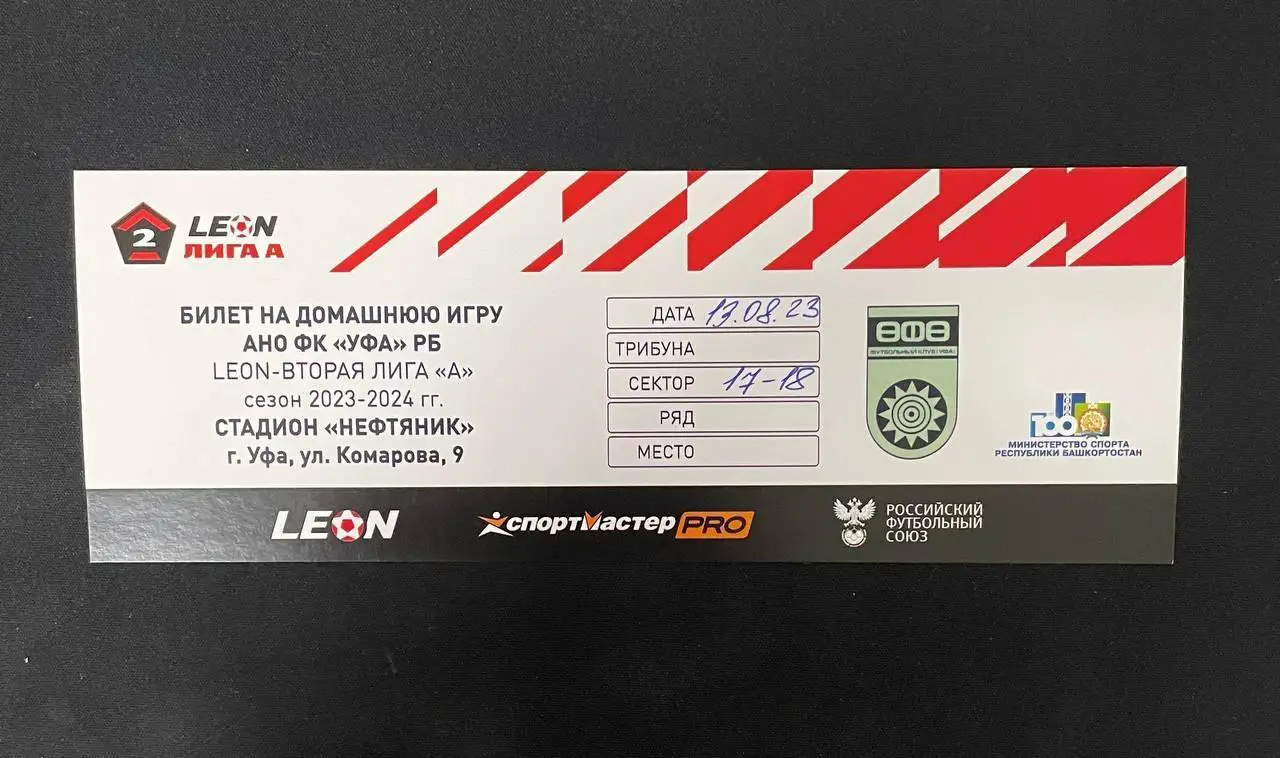 2 LEON
ЛИГА А
БИЛЕТ НА ДОМАШНЮЮ ИГРУ
АНО ФК «УФА» РБ
LEON-ВТОРАЯ ЛИГА «А»
сезон 2023-2024 гг.
СТАДИОН «НЕФТЯНИК»
г. Уфа, ул. Комарова, 9
ДАТА 13.08.23
ТРИБУНА
СЕКТОР 17-18
РЯД
МЕСТО
ӨФӨ
ФУТБОЛЬНЫЙ КЛУБ УФА
100
МИНИСТЕРСТВО СПОРТА
РЕСПУБЛИКИ БАШКОРТОСТАН
LEON
спортмастер PRO
РОССИЙСКИЙ
ФУТБОЛЬНЫЙ
СОЮЗ